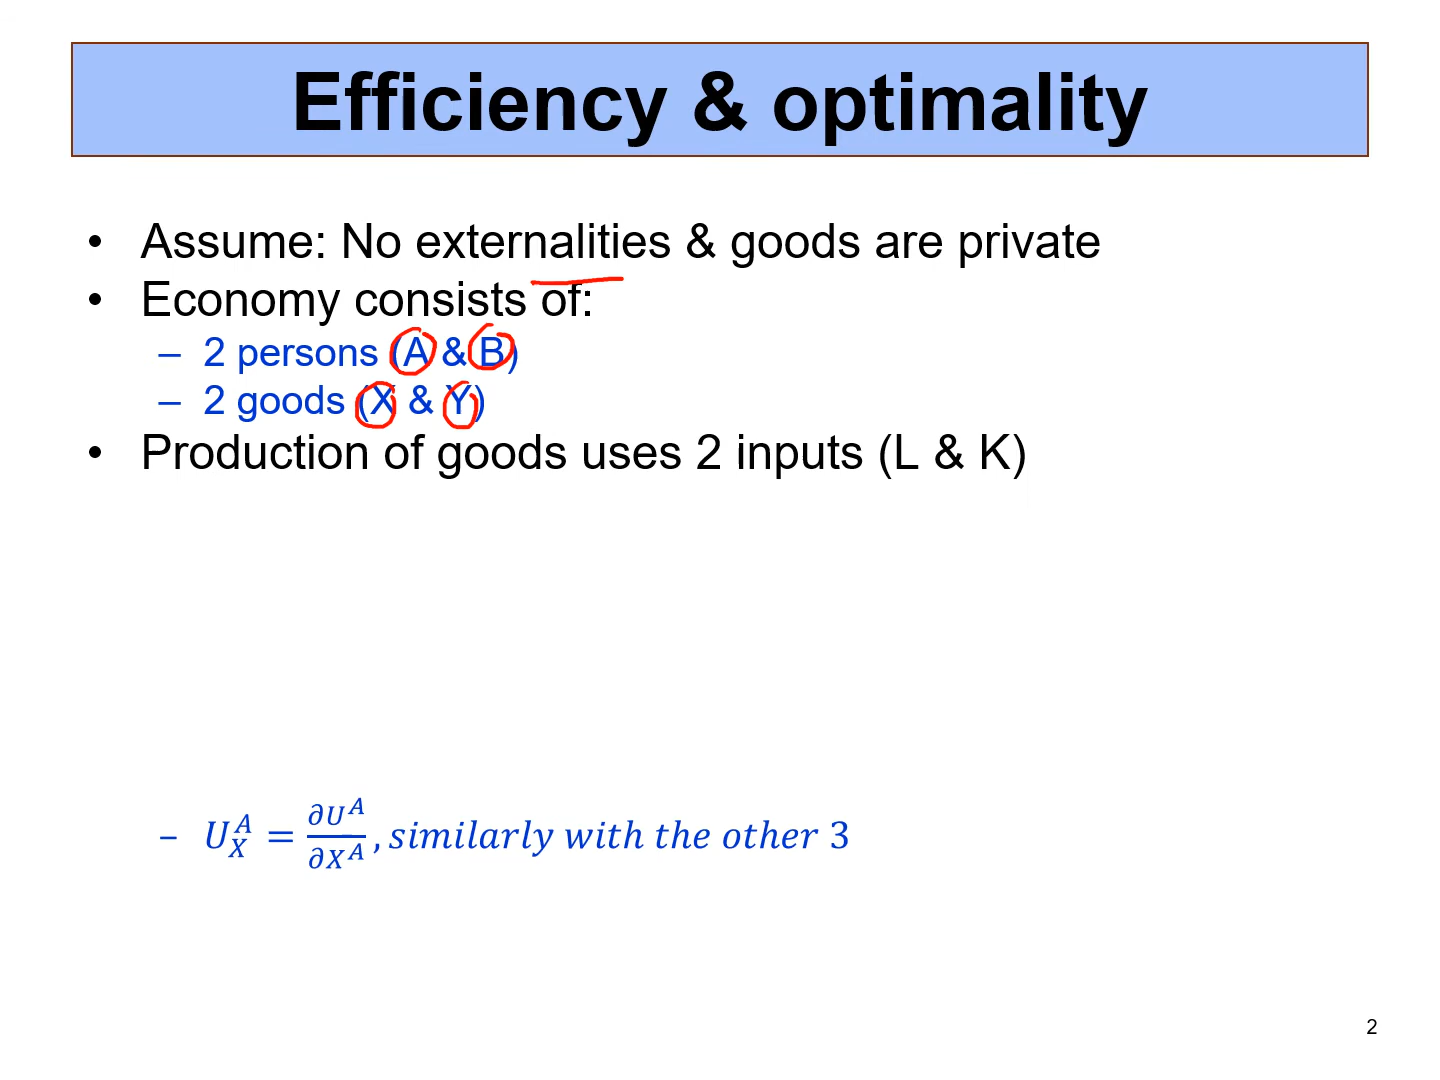 Efficiency & optimality
• Assume: No externalities & goods are private
• Economy consists of:
– 2 persons (A & B)
– 2 goods (X & Y)
• Production of goods uses 2 inputs (L & K)
– U_X^A = ∂U^A/∂X^A, similarly with the other 3
2